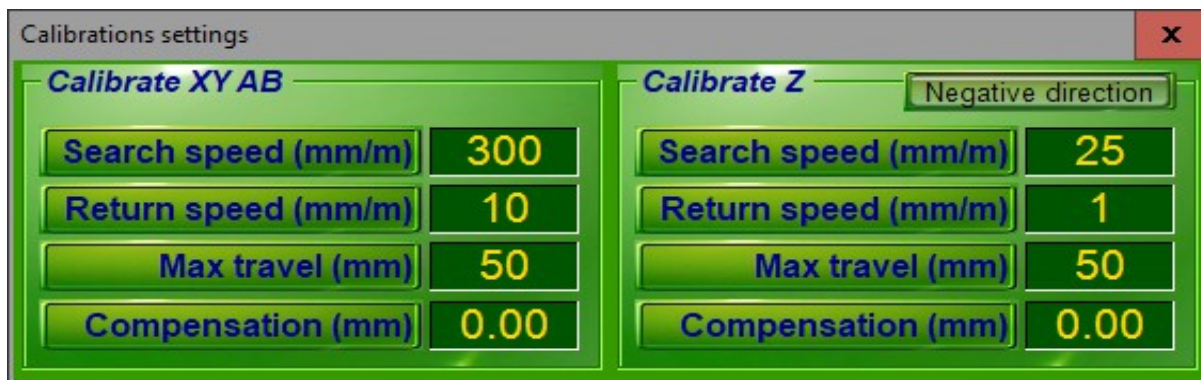 Calibrations settings
x
Calibrate XY AB
Search speed (mm/m) 300
Return speed (mm/m) 10
Max travel (mm) 50
Compensation (mm) 0.00
Calibrate Z
Negative direction
Search speed (mm/m) 25
Return speed (mm/m) 1
Max travel (mm) 50
Compensation (mm) 0.00